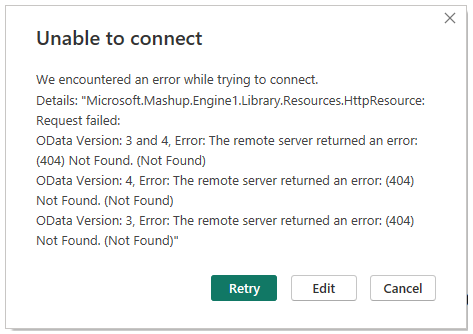 Unable to connect
We encountered an error while trying to connect.
Details: "Microsoft.Mashup.Engine1.Library.Resources.HttpResource:
Request failed:
OData Version: 3 and 4, Error: The remote server returned an error:
(404) Not Found. (Not Found)
OData Version: 4, Error: The remote server returned an error: (404)
Not Found. (Not Found)
OData Version: 3, Error: The remote server returned an error: (404)
Not Found. (Not Found)"
Retry Edit Cancel